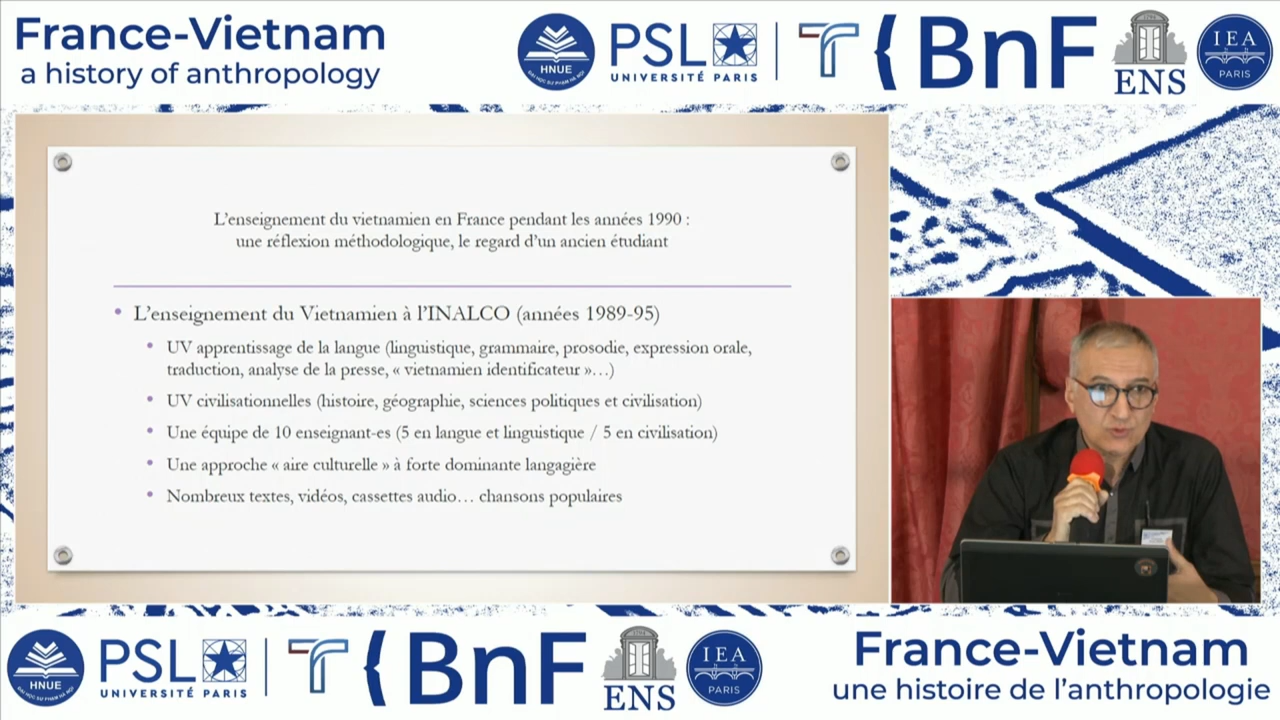 France-Vietnam
a history of anthropology
HNUE
PSL
UNIVERSITÉ PARIS
BnF
ENS
IEA
PARIS
L'enseignement du vietnamien en France pendant les années 1990 :
une réflexion méthodologique, le regard d'un ancien étudiant
• L'enseignement du Vietnamien à l'INALCO (années 1989-95)
• UV apprentissage de la langue (linguistique, grammaire, prosodie, expression orale,
traduction, analyse de la presse, « vietnamien identificateur »…)
• UV civilisationnelles (histoire, géographie, sciences politiques et civilisation)
• Une équipe de 10 enseignant-es (5 en langue et linguistique / 5 en civilisation)
• Une approche « aire culturelle » à forte dominante langagière
• Nombreux textes, vidéos, cassettes audio… chansons populaires
HNUE
PSL
UNIVERSITÉ PARIS
BnF
ENS
IEA
PARIS
France-Vietnam
une histoire de l'anthropologie